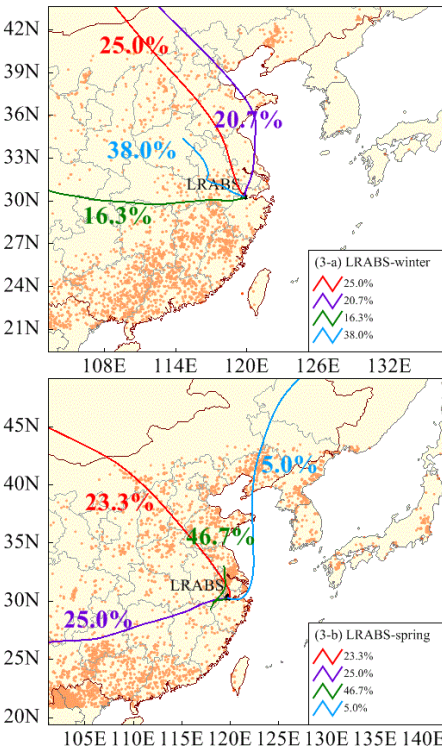 42N
39N
36N
33N
30N
27N
24N
21N
25.0%
20.7%
38.0%
LRABS
16.3%
(3-a) LRABS-winter
25.0%
20.7%
16.3%
38.0%
108E 114E 120E 126E 132E
45N
40N
35N
30N
25N
20N
5.0%
23.3%
46.7%
LRABS
25.0%
(3-b) LRABS-spring
23.3%
25.0%
46.7%
5.0%
105E 110E 115E 120E 125E 130E 135E 140E